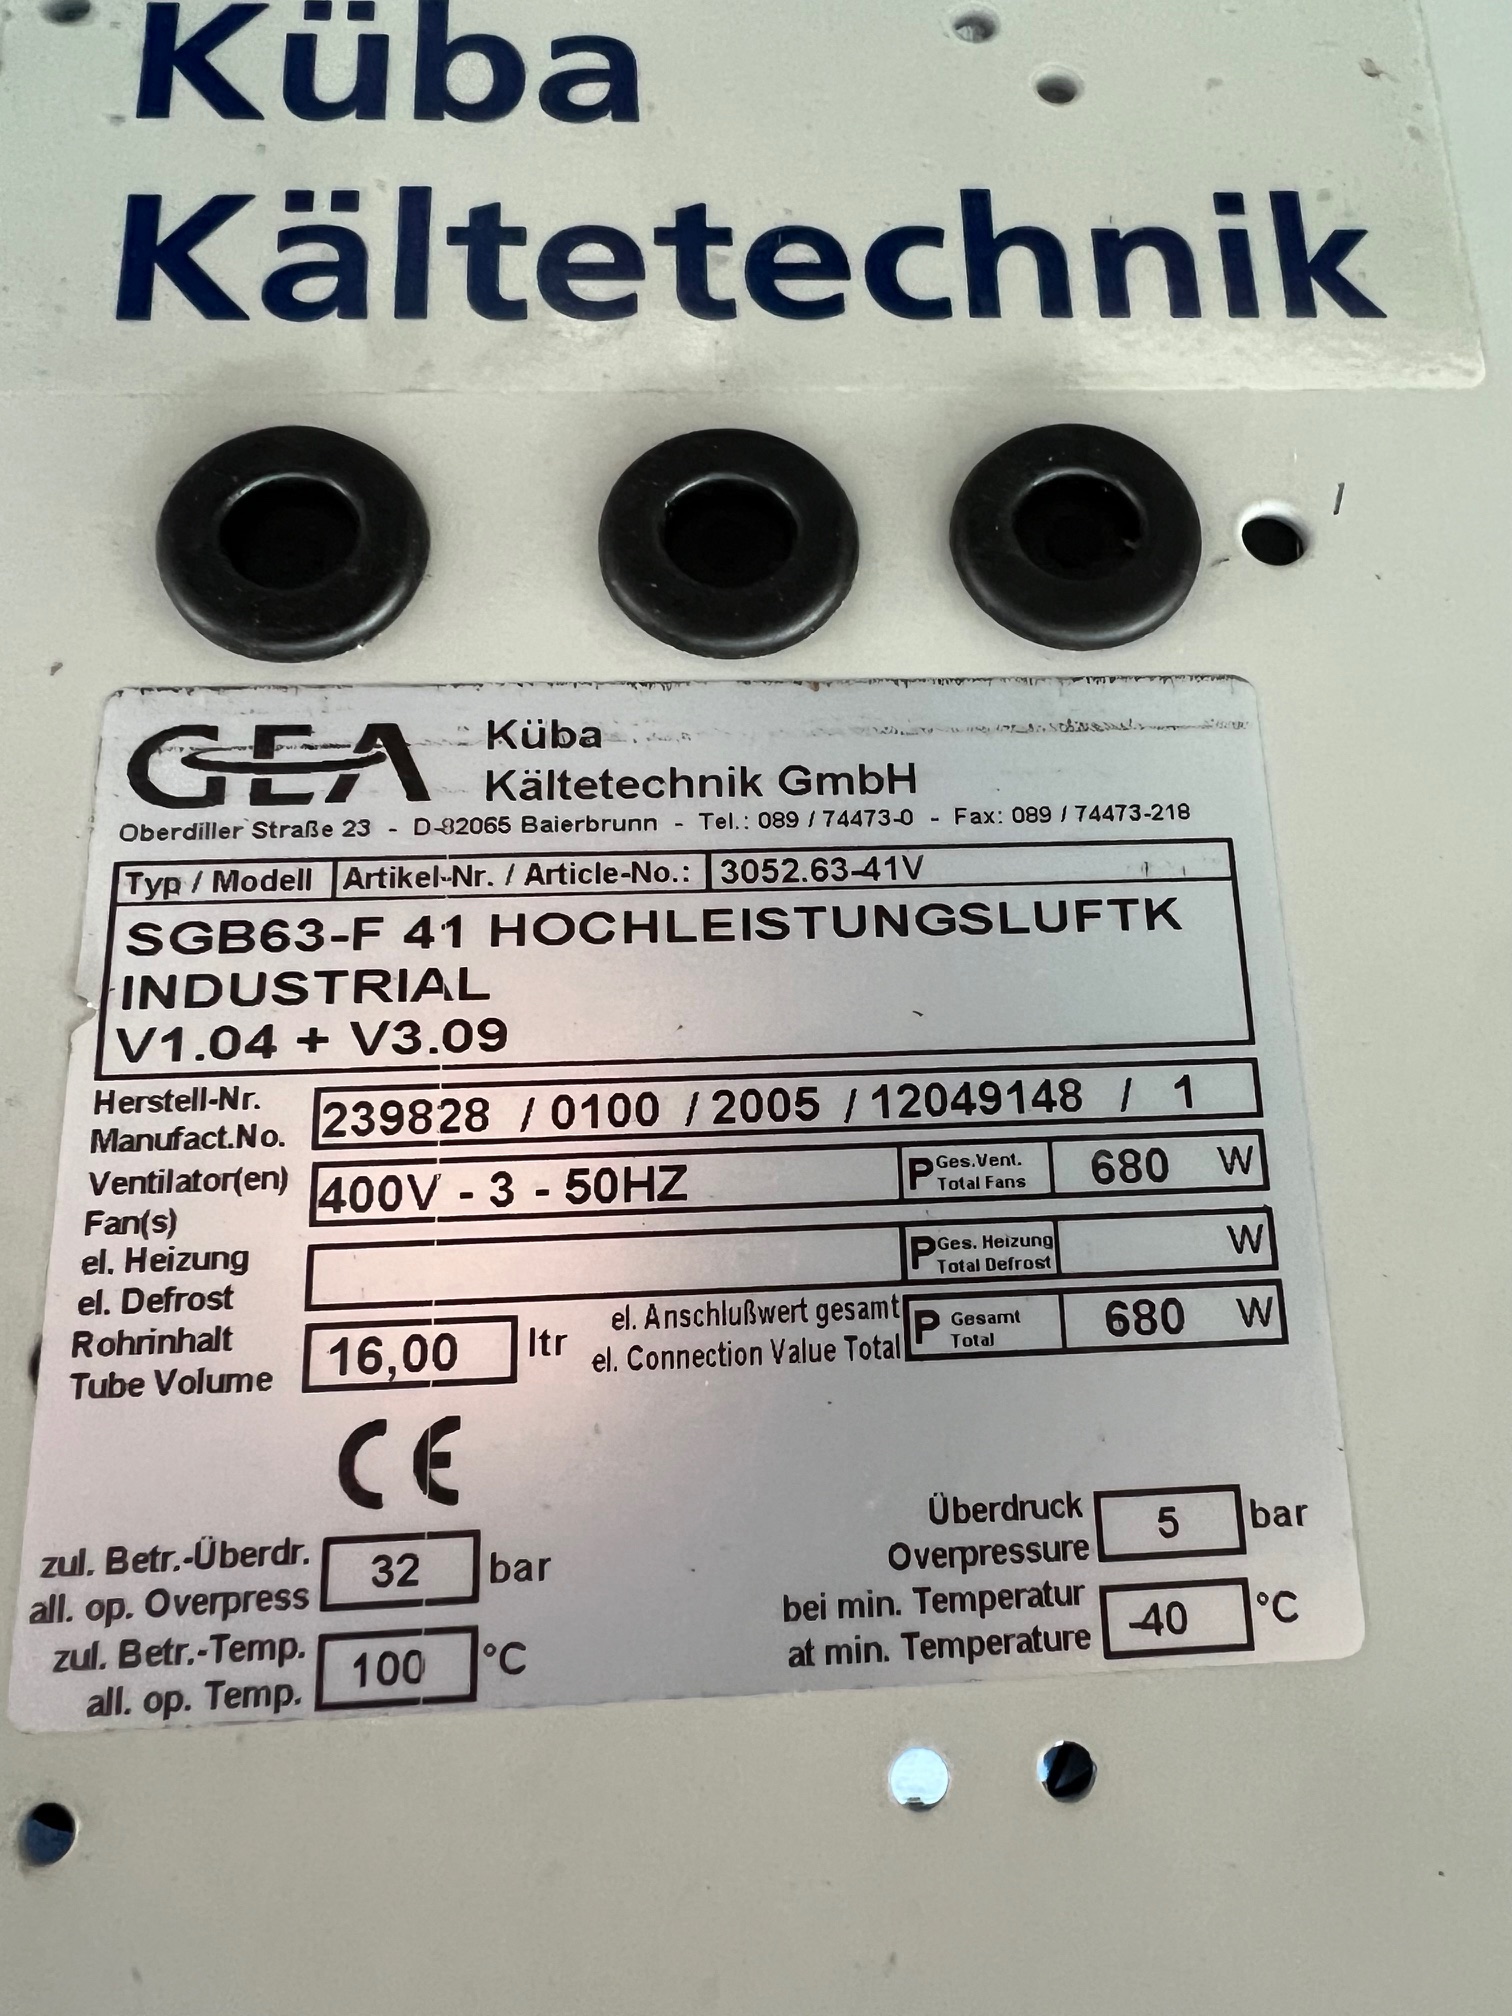 Küba
Kältetechnik
GEA Küba
Kältetechnik GmbH
Oberdiller Straße 23 - D-82065 Baierbrunn - Tel.: 089 / 74473-0 - Fax: 089 / 74473-218
Typ / Modell Artikel-Nr. / Article-No.: 3052.63-41V
SGB63-F 41 HOCHLEISTUNGSLUFTK
INDUSTRIAL
V1.04 + V3.09
Herstell-Nr.
Manufact.No.
239828 / 0100 / 2005 / 12049148 / 1
Ventilator(en)
Fan(s)
400V - 3 - 50HZ
P Ges.Vent.
Total Fans
680 W
el. Heizung
el. Defrost
P Ges. Heizung
Total Defrost
W
Rohrinhalt
Tube Volume
16,00 ltr
el. Anschlußwert gesamt
el. Connection Value Total
P Gesamt
Total
680 W
CE
zul. Betr.-Überdr.
all. op. Overpress
32 bar
zul. Betr.-Temp.
all. op. Temp.
100 °C
Überdruck
Overpressure
5 bar
bei min. Temperatur
at min. Temperature
-40 °C